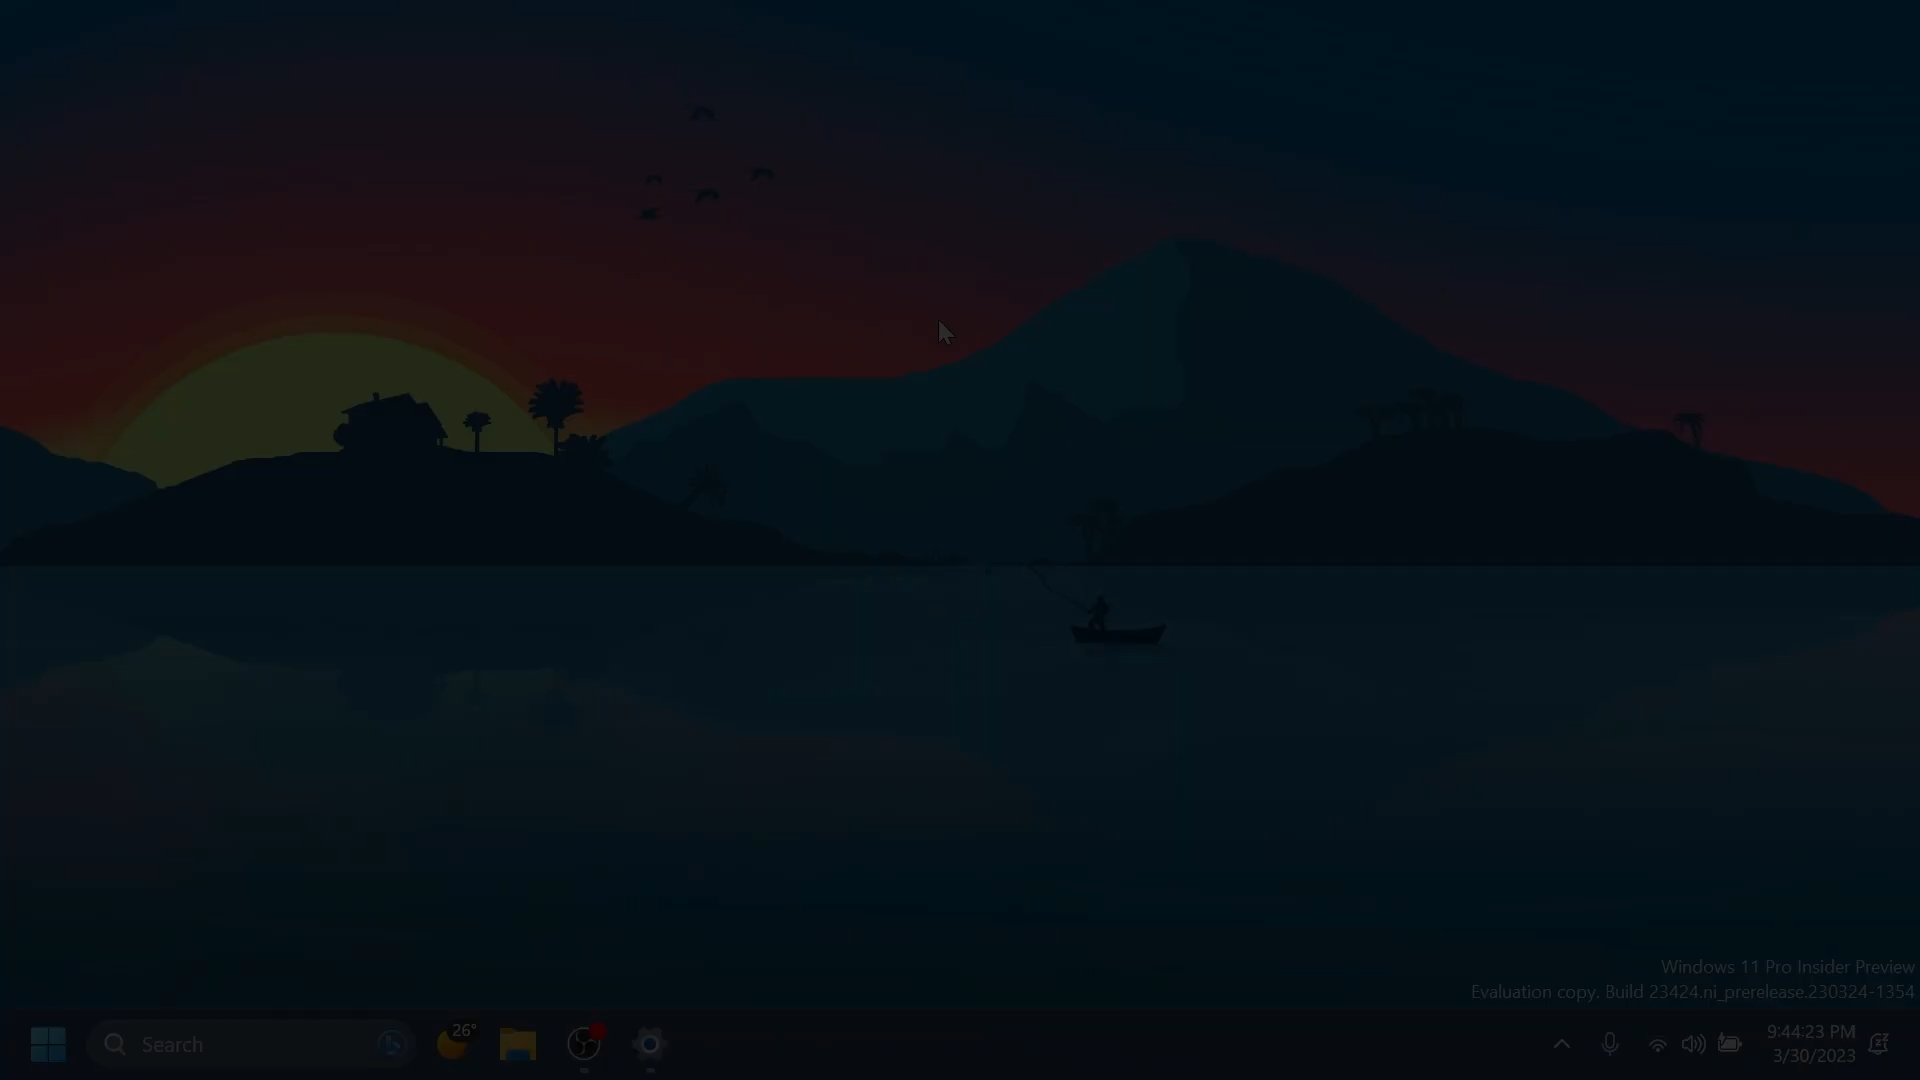 Windows 11 Pro Insider Preview
Evaluation copy. Build 23424.ni_prerelease.230324-1354
Search
26°
9:44:23 PM
3/30/2023